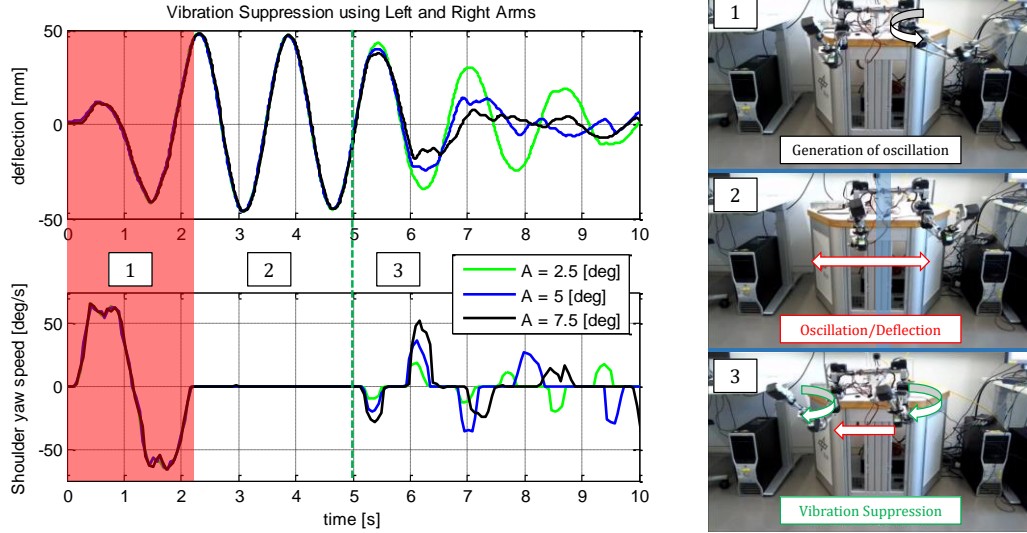 Vibration Suppression using Left and Right Arms
deflection [mm]
50
0
-50
0 1 2 3 4 5 6 7 8 9 10
1 2 3
A = 2.5 [deg]
A = 5 [deg]
A = 7.5 [deg]
Shoulder yaw speed [deg/s]
50
0
-50
0 1 2 3 4 5 6 7 8 9 10
time [s]
1
Generation of oscillation
2
Oscillation/Deflection
3
Vibration Suppression